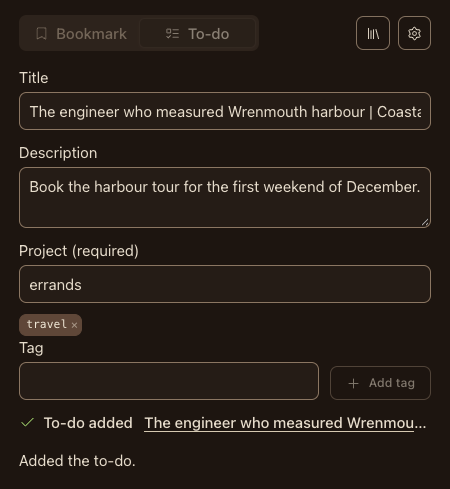 Bookmark
To-do
Title
The engineer who measured Wrenmouth harbour | Coasta
Description
Book the harbour tour for the first weekend of December.
Project (required)
errands
travel ×
Tag
+ Add tag
To-do added The engineer who measured Wrenmou...
Added the to-do.